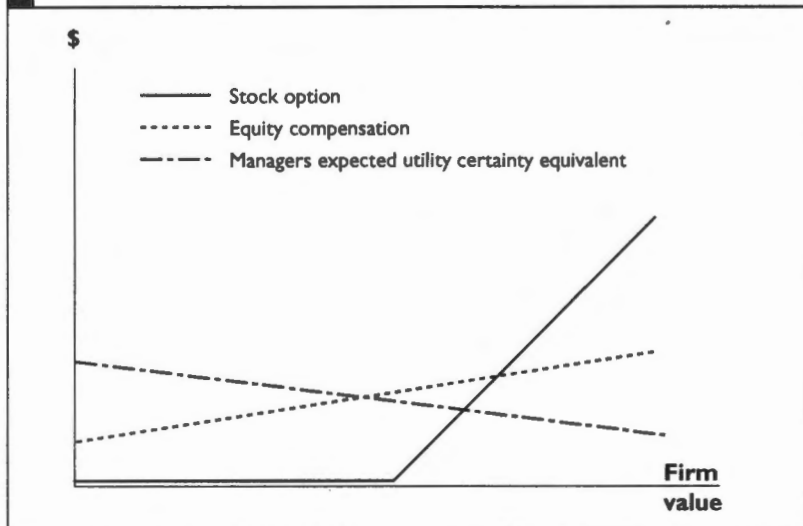 $
Stock option
Equity compensation
Managers expected utility certainty equivalent
Firm
value